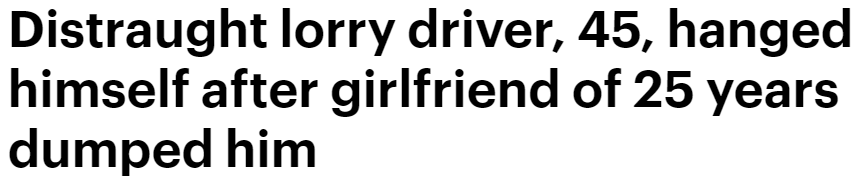 Distraught lorry driver, 45, hanged
himself after girlfriend of 25 years
dumped him